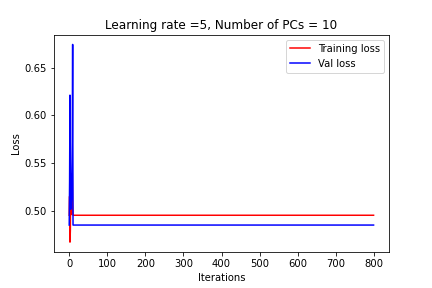 Learning rate =5, Number of PCs = 10
Training loss
Val loss
Loss
0.65
0.60
0.55
0.50
0 100 200 300 400 500 600 700 800
Iterations